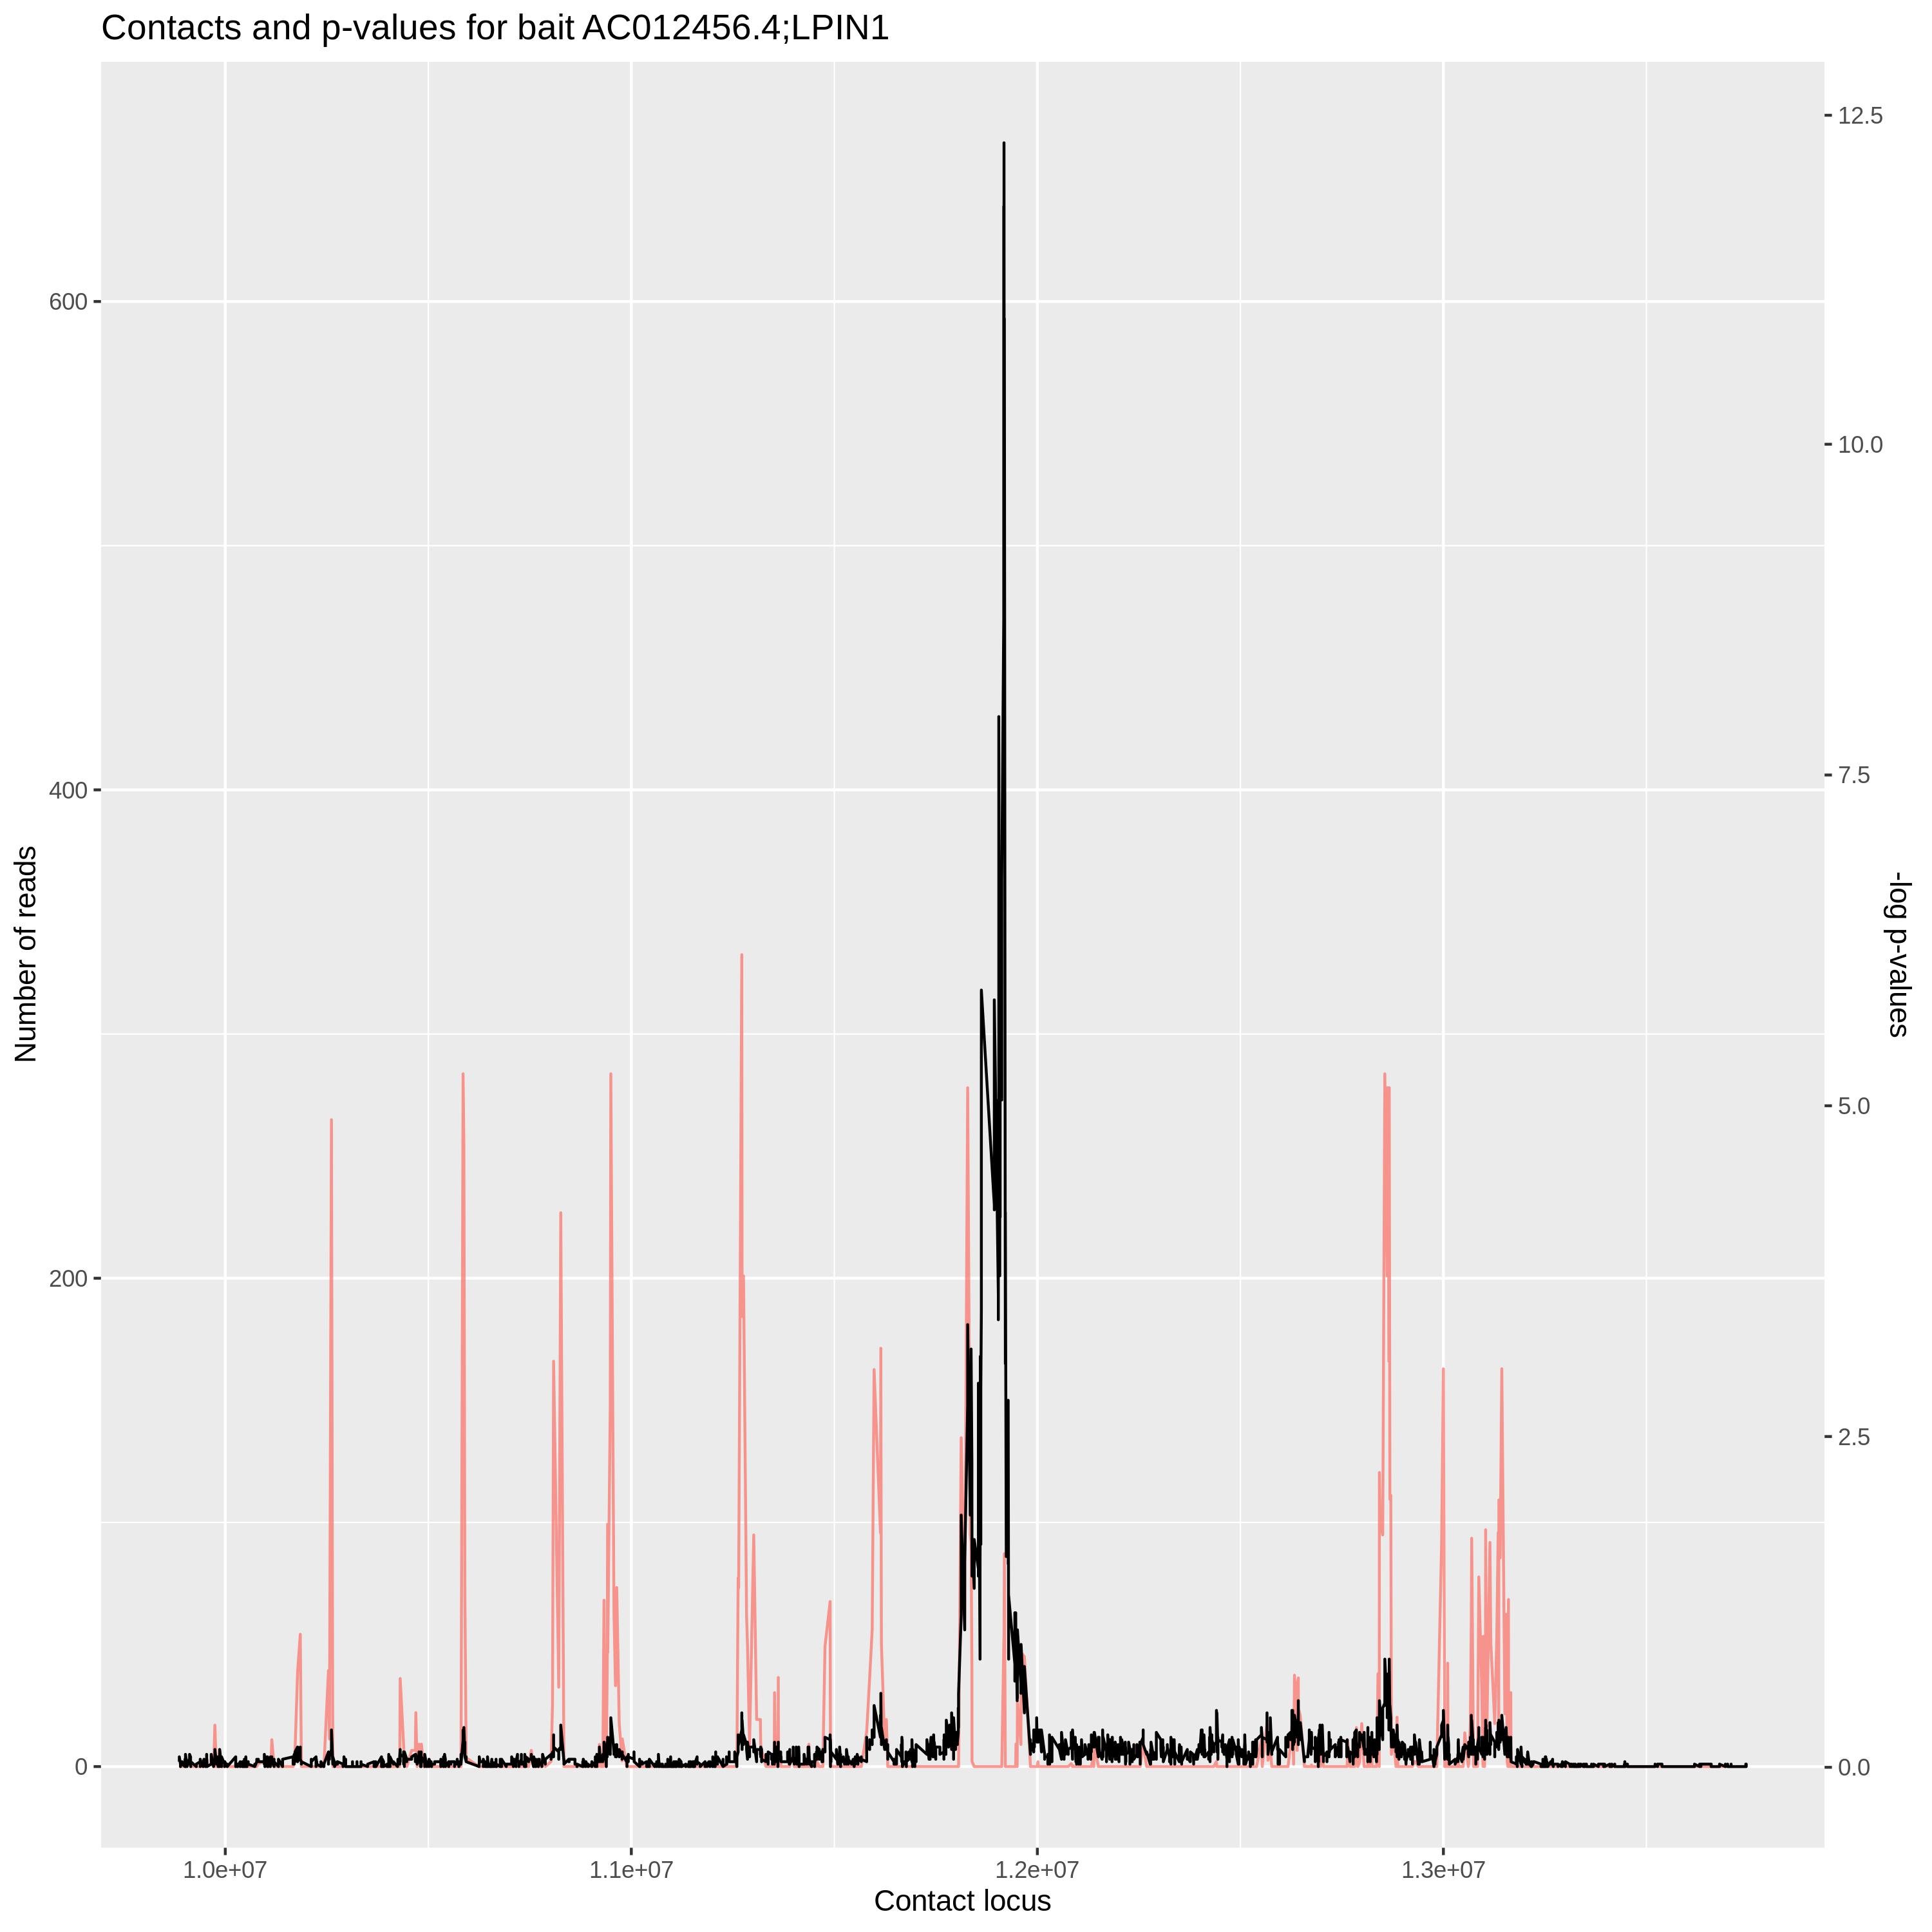 Contacts and p-values for bait AC012456.4;LPIN1
12.5
600
10.0
400
7.5
Number of reads
-log p-values
5.0
200
2.5
0
0.0
1.0e+07
1.1e+07
1.2e+07
1.3e+07
Contact locus